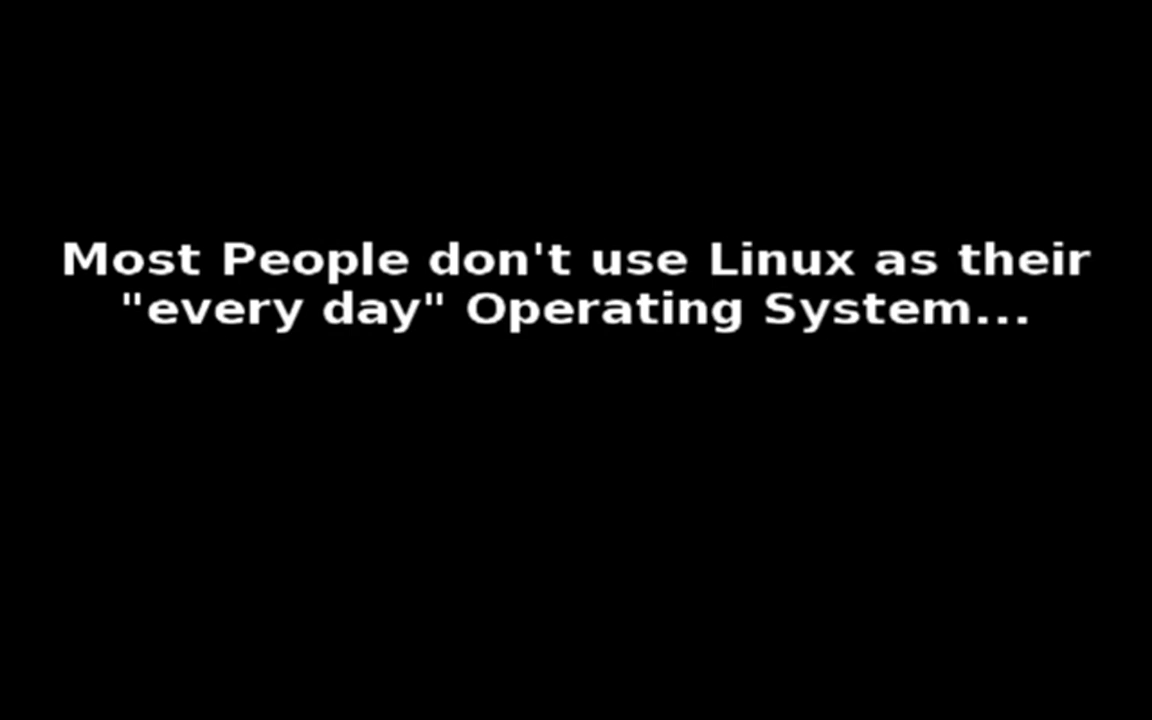 Most People don't use Linux as their
"every day" Operating System...